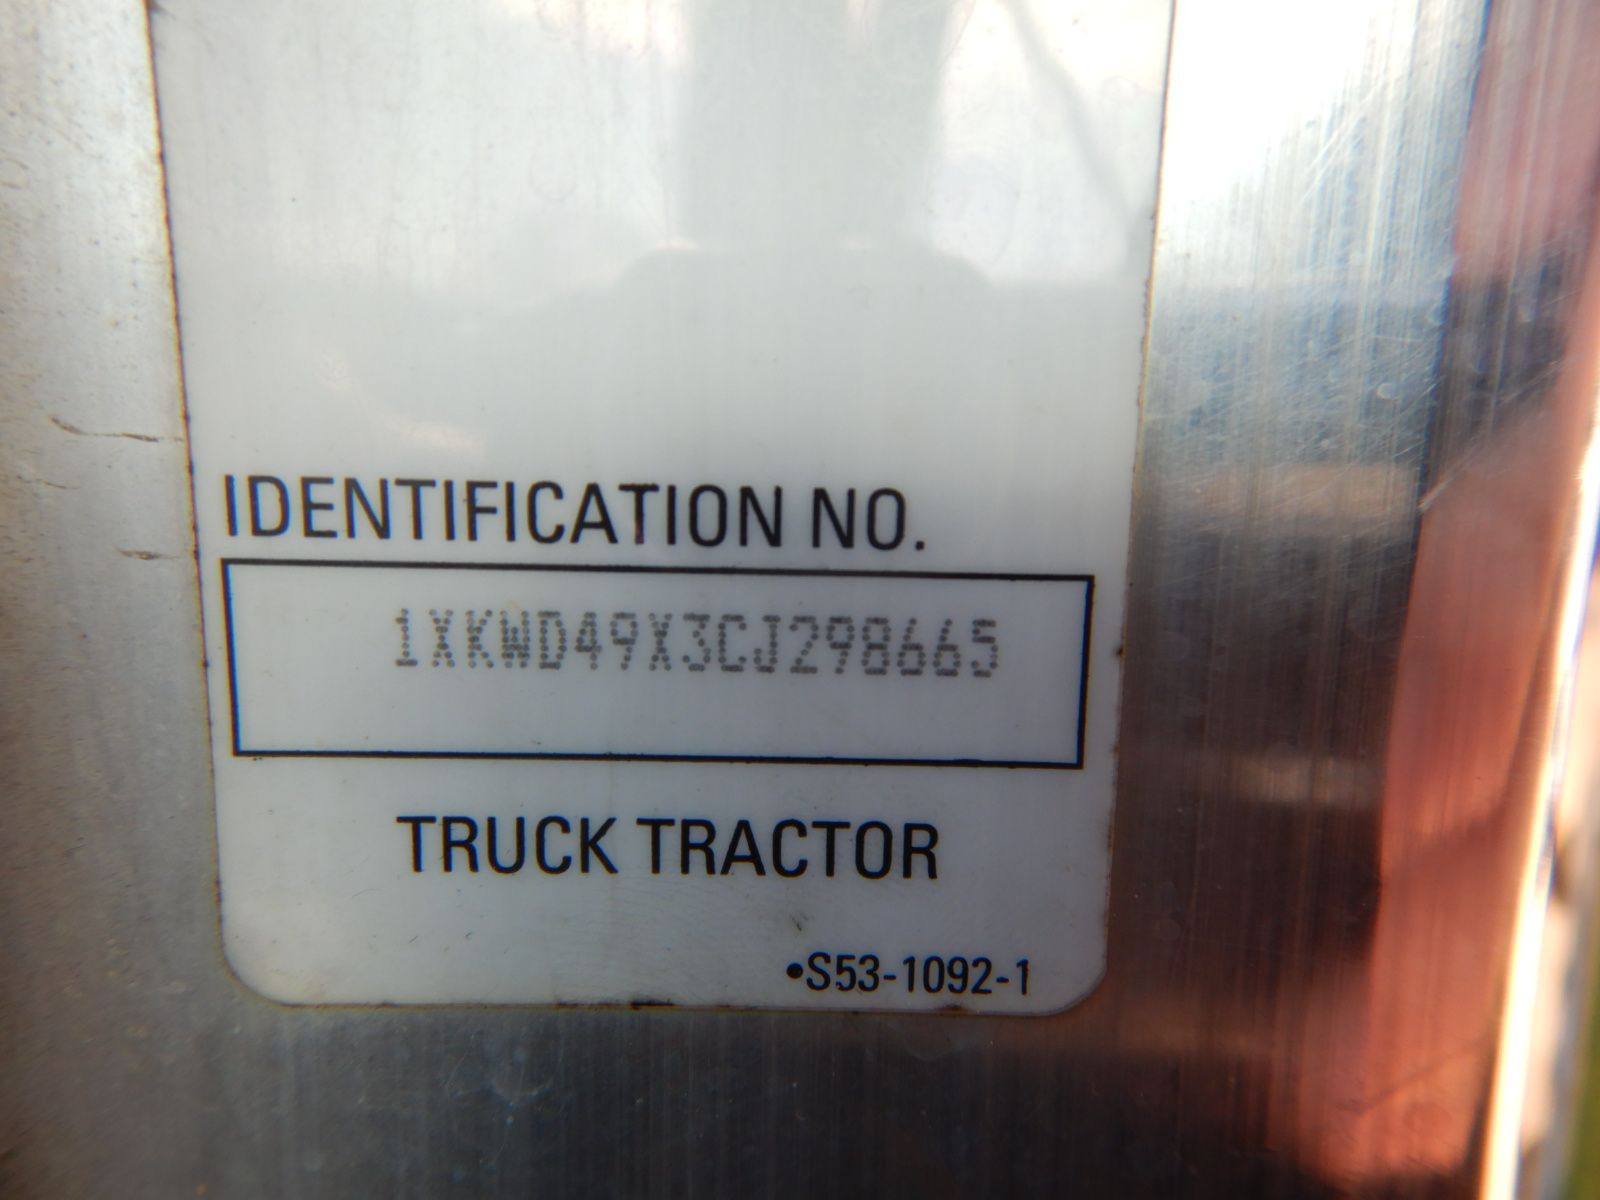 IDENTIFICATION NO.
1XKWD49X3CJ298665
TRUCK TRACTOR
•S53-1092-1